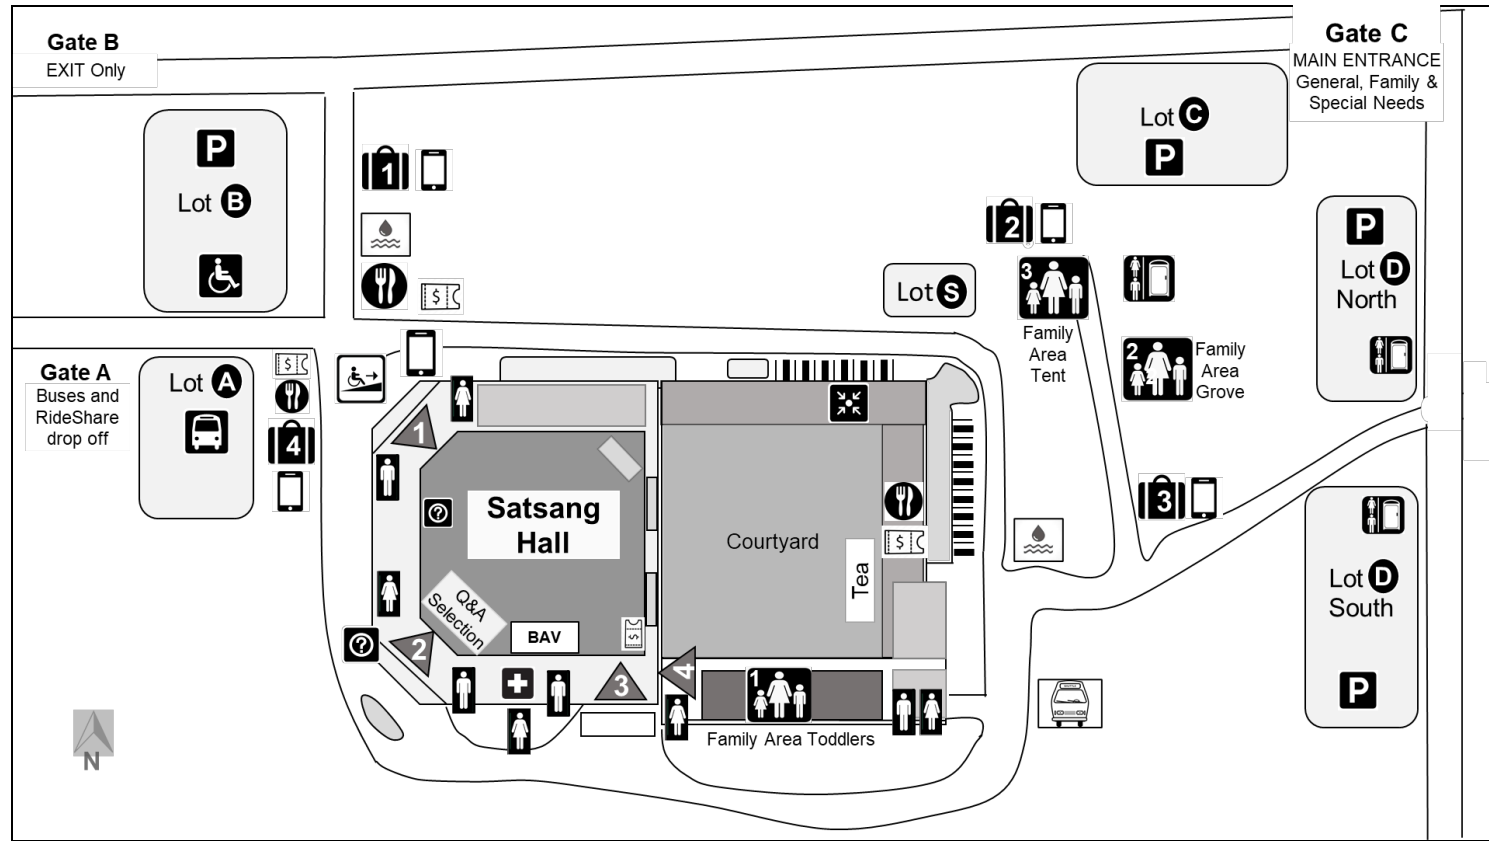 Gate B
EXIT Only
Gate C
MAIN ENTRANCE
General, Family &
Special Needs
P
Lot B
1
Lot C
P
2
3
Family
Area
Tent
Lot S
P
Lot D
North
2
Family
Area
Grove
$
Gate A
Buses and
RideShare
drop off
Lot A
$
4
1
?
Satsang
Hall
Q&A
Selection
BAV
$
?
2
3
4
Courtyard
Tea
$
1
Family Area Toddlers
3
Lot D
South
P
N